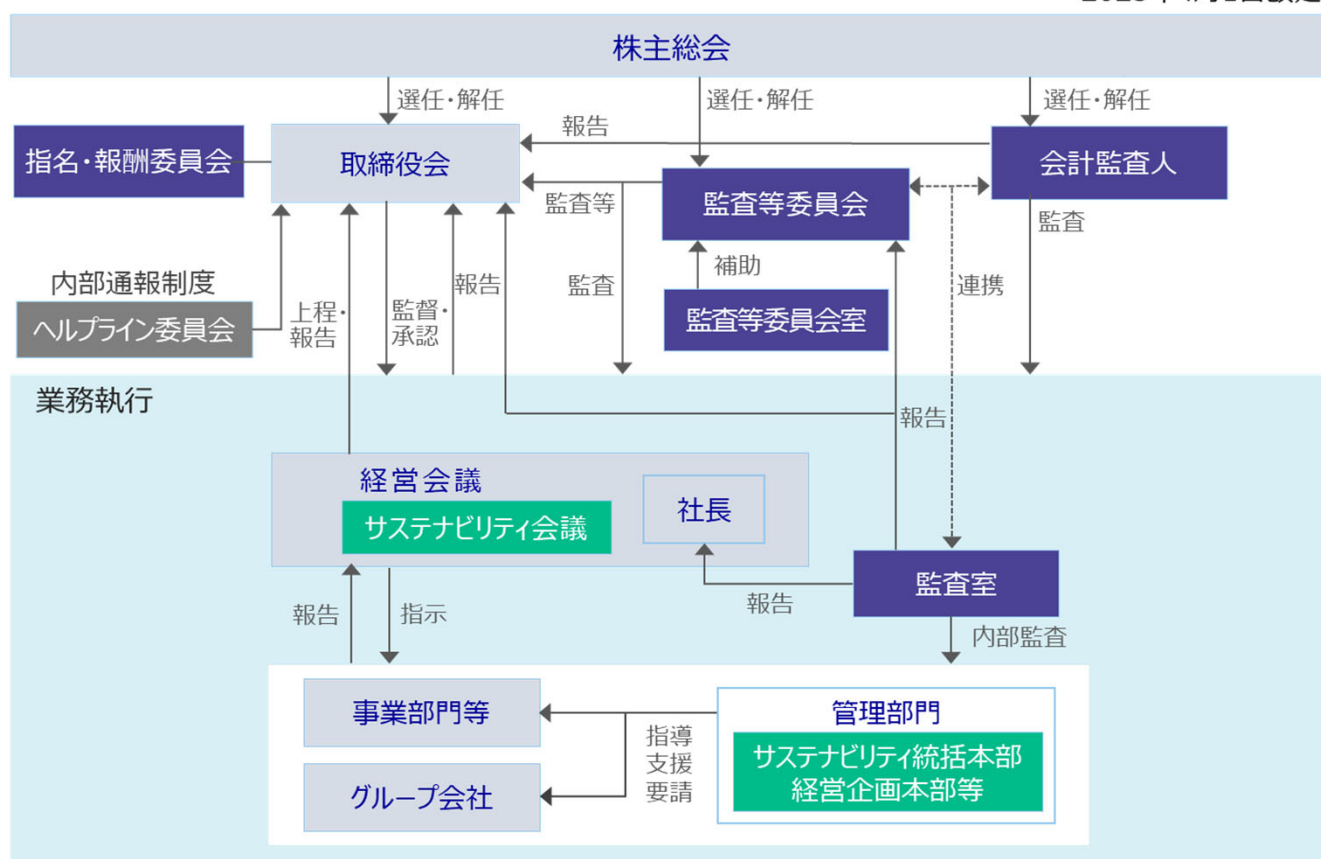 株主総会
選任・解任
選任・解任
選任・解任
報告
指名・報酬委員会
取締役会
会計監査人
監査等
監査等委員会
監査
内部通報制度
ヘルプライン委員会
上程・
報告
監督・
承認
報告
監査
補助
監査等委員会室
連携
業務執行
報告
経営会議
サステナビリティ会議
社長
監査室
報告
報告
指示
内部監査
事業部門等
グループ会社
指導
支援
要請
管理部門
サステナビリティ統括本部
経営企画本部等